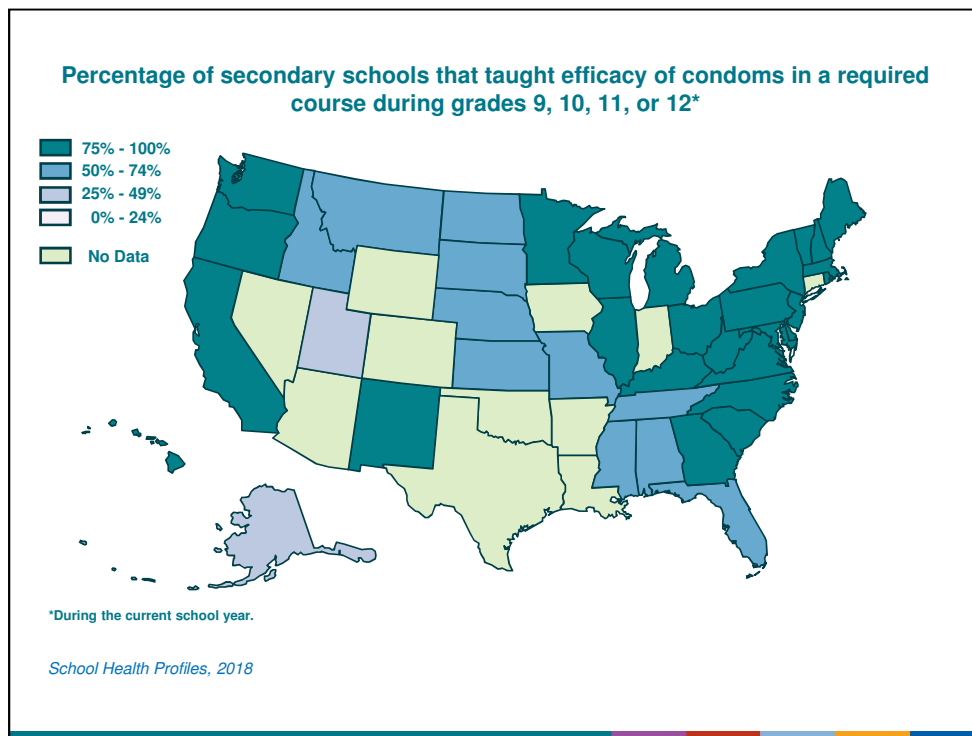 Percentage of secondary schools that taught efficacy of condoms in a required
course during grades 9, 10, 11, or 12*
75% - 100%
50% - 74%
25% - 49%
0% - 24%
No Data
*During the current school year.
School Health Profiles, 2018